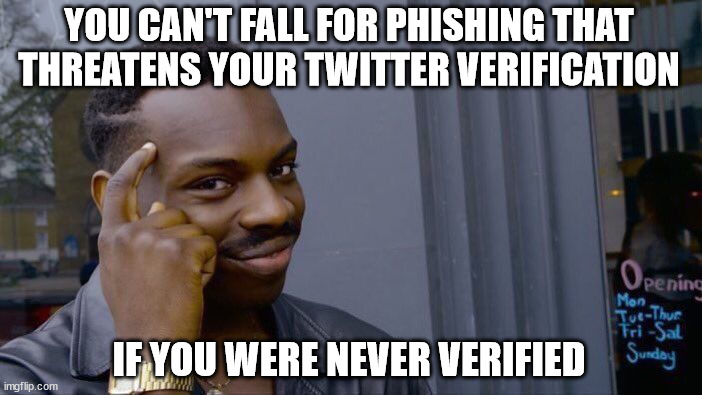 YOU CAN'T FALL FOR PHISHING THAT
THREATENS YOUR TWITTER VERIFICATION
Opening
Mon
Tue-Thur
Fri-Sat
Sunday
IF YOU WERE NEVER VERIFIED
imgflip.com